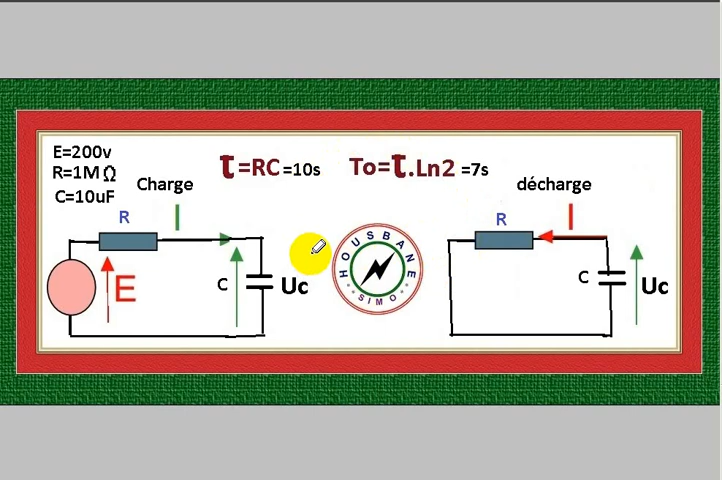 E=200v
R=1MΩ
C=10uF
τ=RC=10s
To=τ.Ln2 =7s
Charge
décharge
R
I
E
C
Uc
HOUSBANE
SIMO
R
I
C
Uc